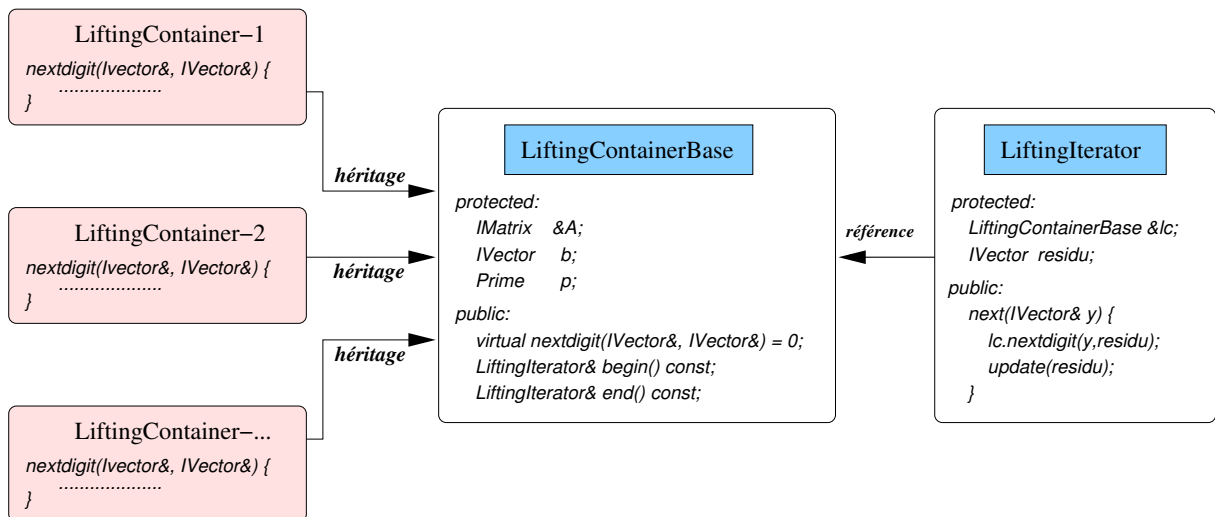 LiftingContainer−1
nextdigit(Ivector&, IVector&) {
....................
}
héritage
LiftingContainer−2
nextdigit(Ivector&, IVector&) {
....................
}
héritage
LiftingContainer−...
nextdigit(Ivector&, IVector&) {
....................
}
héritage
LiftingContainerBase
protected:
IMatrix &A;
IVector b;
Prime p;
public:
virtual nextdigit(IVector&, IVector&) = 0;
LiftingIterator& begin() const;
LiftingIterator& end() const;
référence
LiftingIterator
protected:
LiftingContainerBase &lc;
IVector residu;
public:
next(IVector& y) {
lc.nextdigit(y,residu);
update(residu);
}